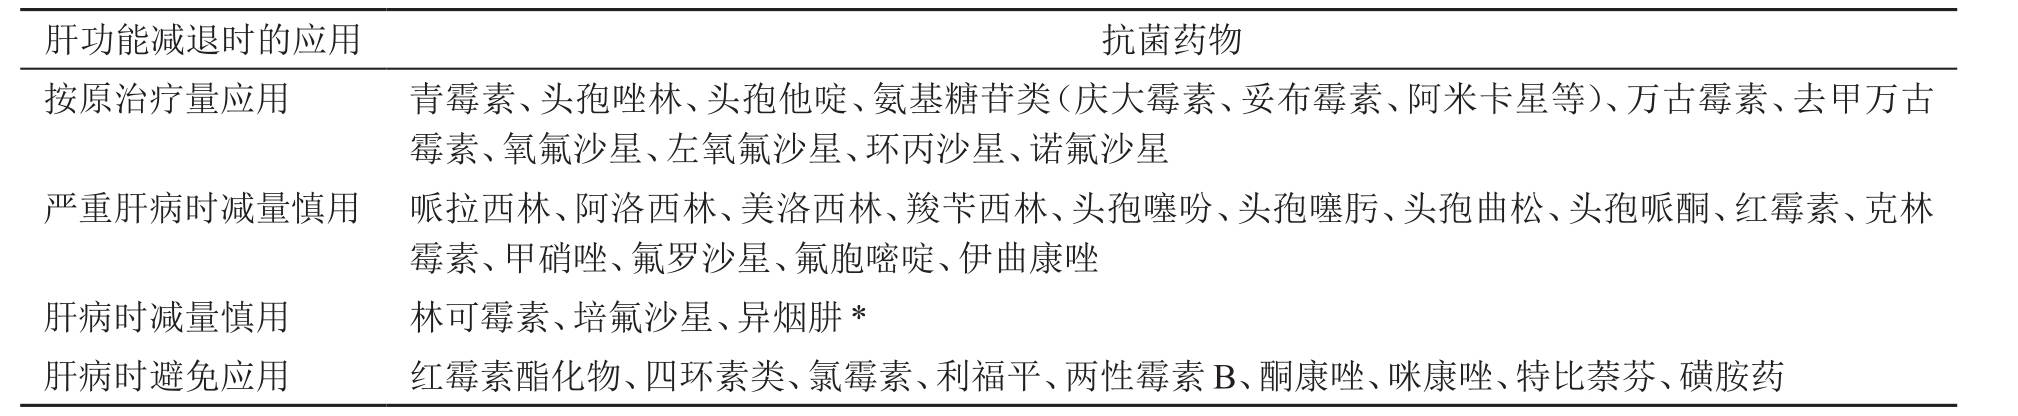 肝功能减退时的应用 抗菌药物
按原治疗量应用 青霉素、头孢唑林、头孢他啶、氨基糖苷类（庆大霉素、妥布霉素、阿米卡星等）、万古霉素、去甲万古
霉素、氧氟沙星、左氧氟沙星、环丙沙星、诺氟沙星
严重肝病时减量慎用 哌拉西林、阿洛西林、美洛西林、羧苄西林、头孢噻吩、头孢噻肟、头孢曲松、头孢哌酮、红霉素、克林
霉素、甲硝唑、氟罗沙星、氟胞嘧啶、伊曲康唑
肝病时减量慎用 林可霉素、培氟沙星、异烟肼*
肝病时避免应用 红霉素酯化物、四环素类、氯霉素、利福平、两性霉素B、酮康唑、咪康唑、特比萘芬、磺胺药